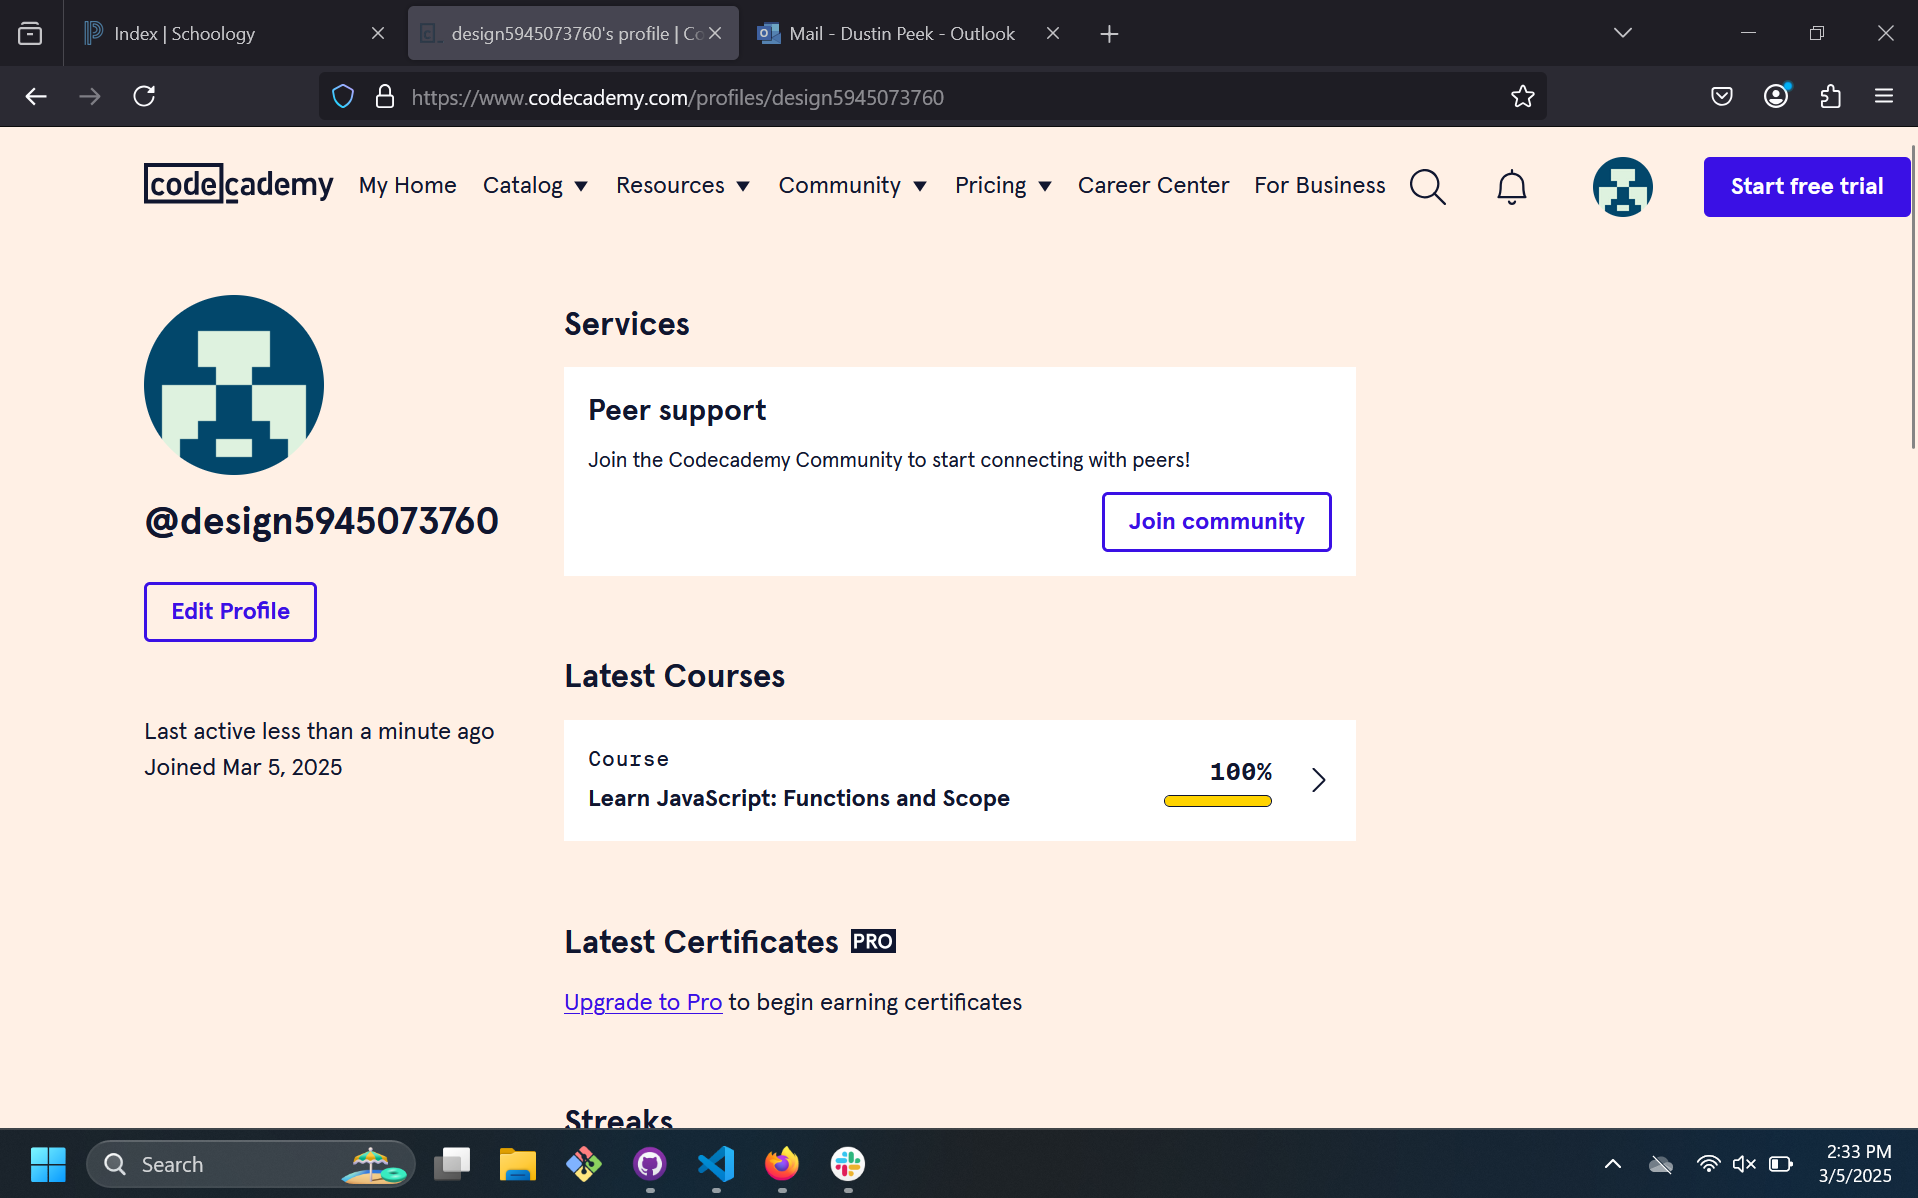 Index | Schoology
design5945073760's profile | Co
Mail - Dustin Peek - Outlook
https://www.codecademy.com/profiles/design5945073760
codecademy
My Home
Catalog
Resources
Community
Pricing
Career Center
For Business
Start free trial
@design5945073760
Edit Profile
Last active less than a minute ago
Joined Mar 5, 2025
Services
Peer support
Join the Codecademy Community to start connecting with peers!
Join community
Latest Courses
Course
Learn JavaScript: Functions and Scope
100%
Latest Certificates PRO
Upgrade to Pro to begin earning certificates
Streaks
Search
2:33 PM
3/5/2025